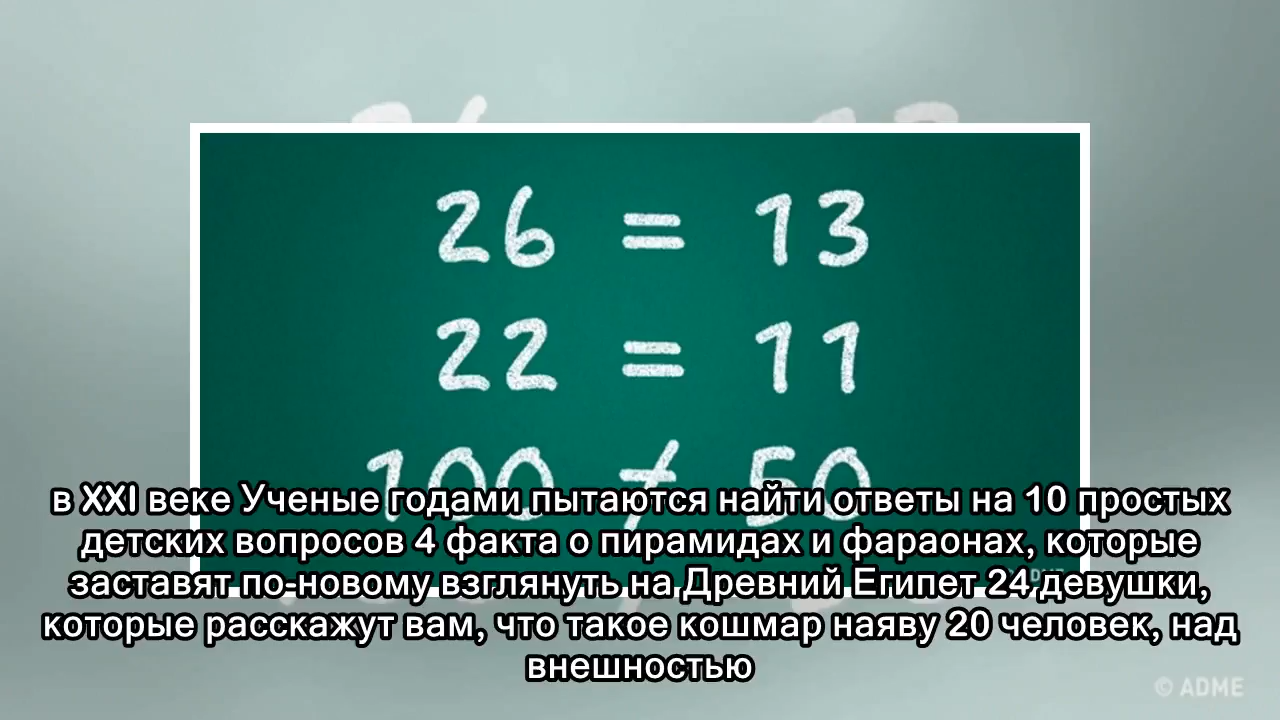 26 = 13
22 = 11
100 ≠ 50
в XXI веке Ученые годами пытаются найти ответы на 10 простых
детских вопросов 4 факта о пирамидах и фараонах, которые
заставят по-новому взглянуть на Древний Египет 24 девушки,
которые расскажут вам, что такое кошмар наяву 20 человек, над
внешностью
© ADME